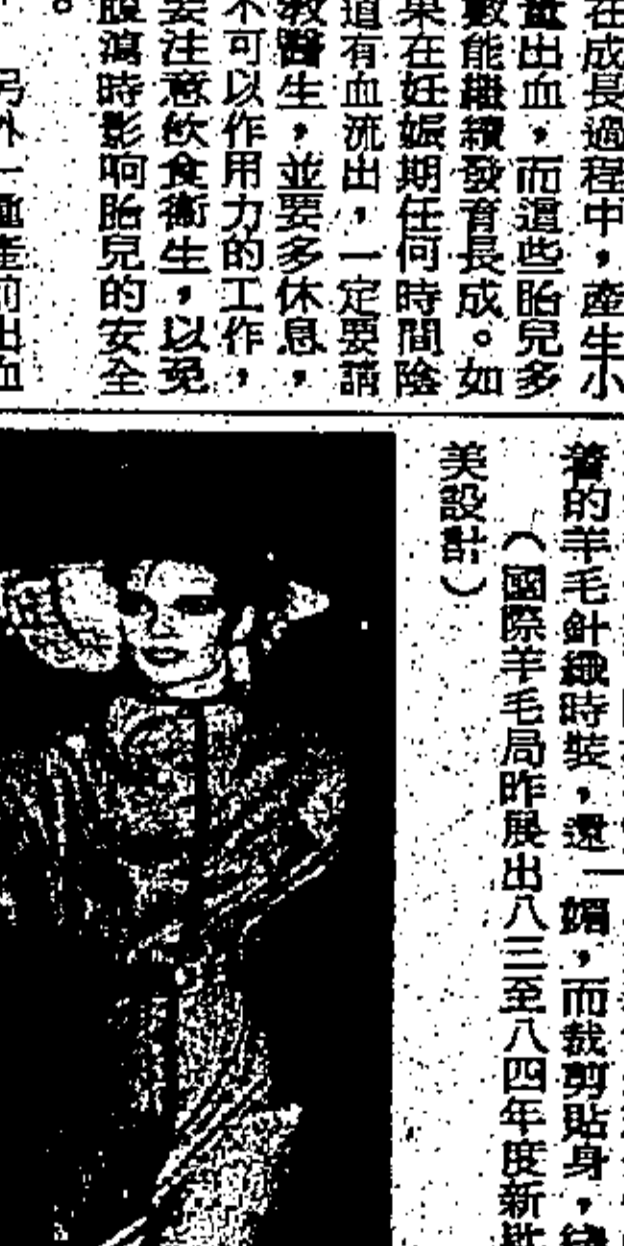 在成長過程中，產生小
量出血，而這些胎兒多
數能繼續發育長成。如
果在妊娠期任何時間陰
道有血流出，一定要請
教醫生，並要多休息，
不可以作用力的工作，
要注意飲食衞生，以免
腹瀉時影响胎兒的安全
。
另外一種產前出血
着的羊毛針織時裝，還一媚，而裁剪貼身，
（國際羊毛局昨展出八三至八四年度新
美設計）